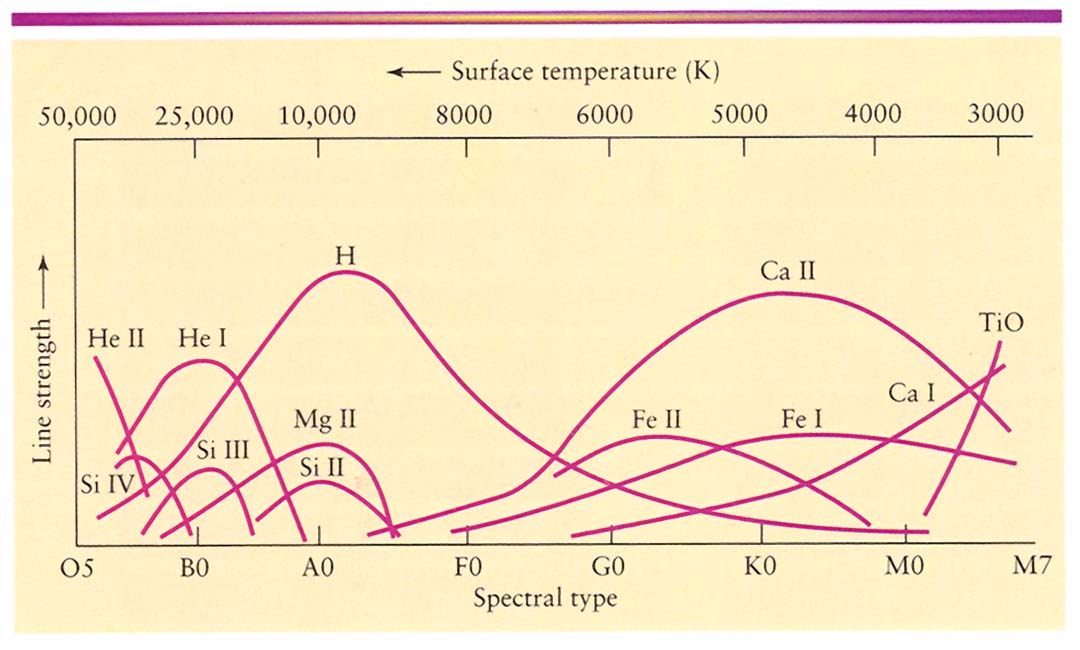 ← Surface temperature (K)
50,000 25,000 10,000 8000 6000 5000 4000 3000
H
Ca II
He II He I TiO
Ca I
Mg II Fe II Fe I
Si III
Si II
Si IV
Line strength →
O5 B0 A0 F0 G0 K0 M0 M7
Spectral type